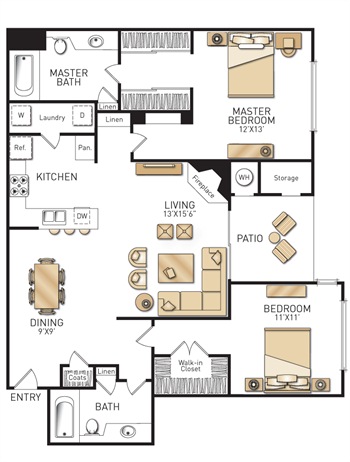 MASTER
BATH
Linen
W
Laundry
D
Linen
MASTER
BEDROOM
12'X13'
Ref.
Pan.
KITCHEN
Fireplace
WH
Storage
DW
LIVING
13'X15'6"
PATIO
DINING
9'X9'
BEDROOM
11'X11'
Walk-in
Closet
Coats
Linen
ENTRY
BATH